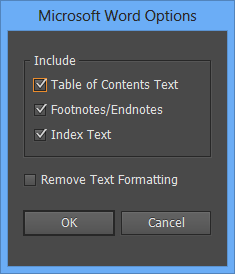 Microsoft Word Options
Include
Table of Contents Text
Footnotes/Endnotes
Index Text
Remove Text Formatting
OK
Cancel